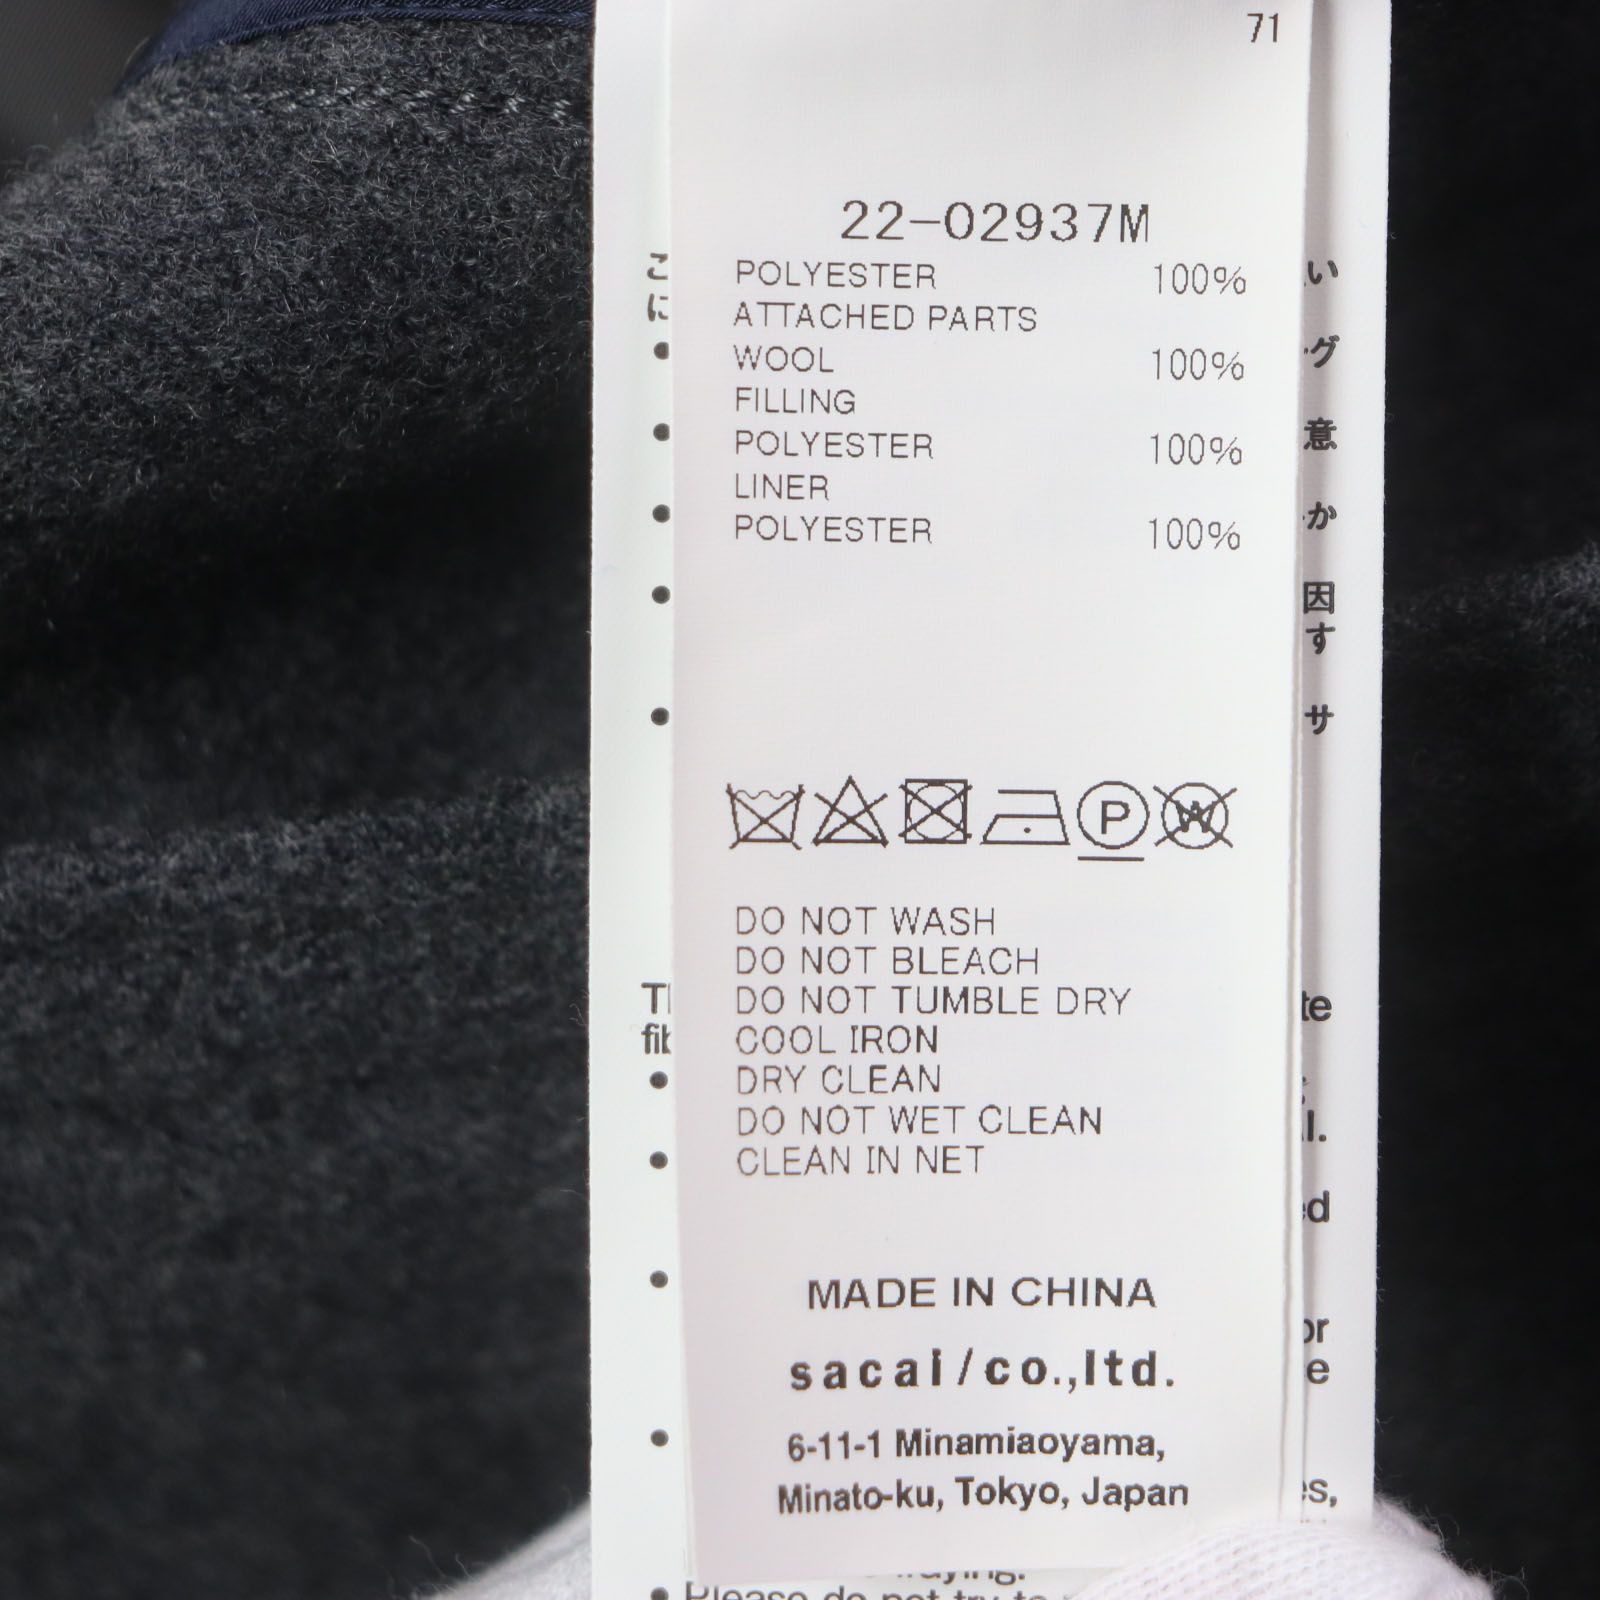 71
22-02937M
POLYESTER 100%
ATTACHED PARTS
WOOL 100%
FILLING
POLYESTER 100%
LINER
POLYESTER 100%
P W
DO NOT WASH
DO NOT BLEACH
DO NOT TUMBLE DRY
COOL IRON
DRY CLEAN
DO NOT WET CLEAN
CLEAN IN NET
MADE IN CHINA
sacai/co.,ltd.
6-11-1 Minamiaoyama,
Minato-ku, Tokyo, Japan